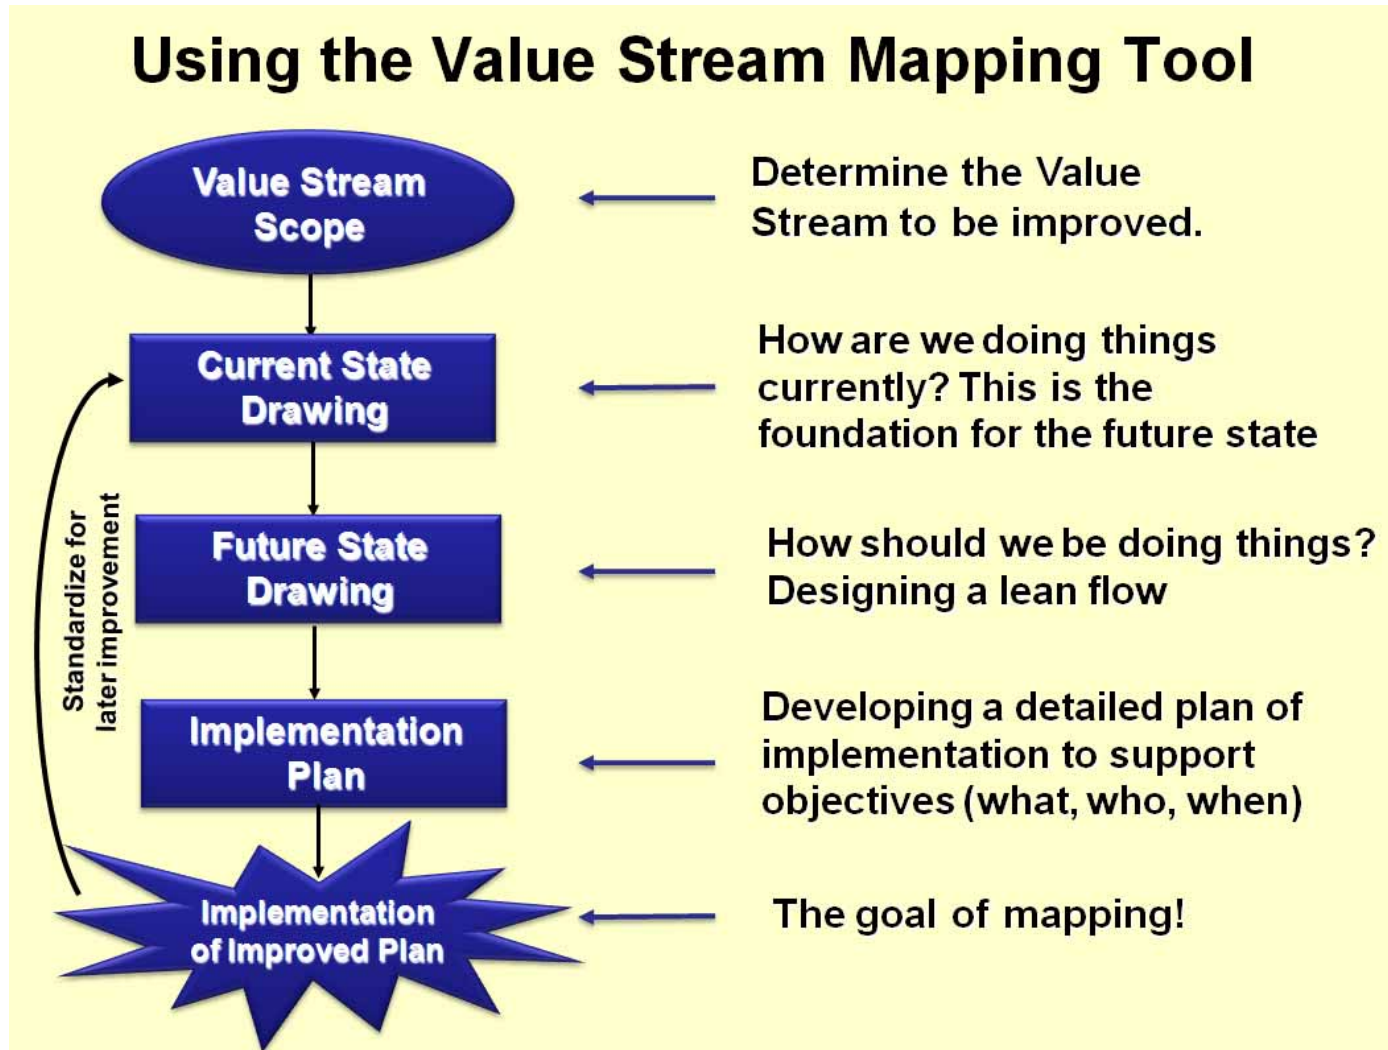 Using the Value Stream Mapping Tool
Value Stream
Scope
Determine the Value
Stream to be improved.
Current State
Drawing
How are we doing things
currently? This is the
foundation for the future state
Standardize for
later improvement
Future State
Drawing
How should we be doing things?
Designing a lean flow
Implementation
Plan
Developing a detailed plan of
implementation to support
objectives (what, who, when)
Implementation
of Improved Plan
The goal of mapping!